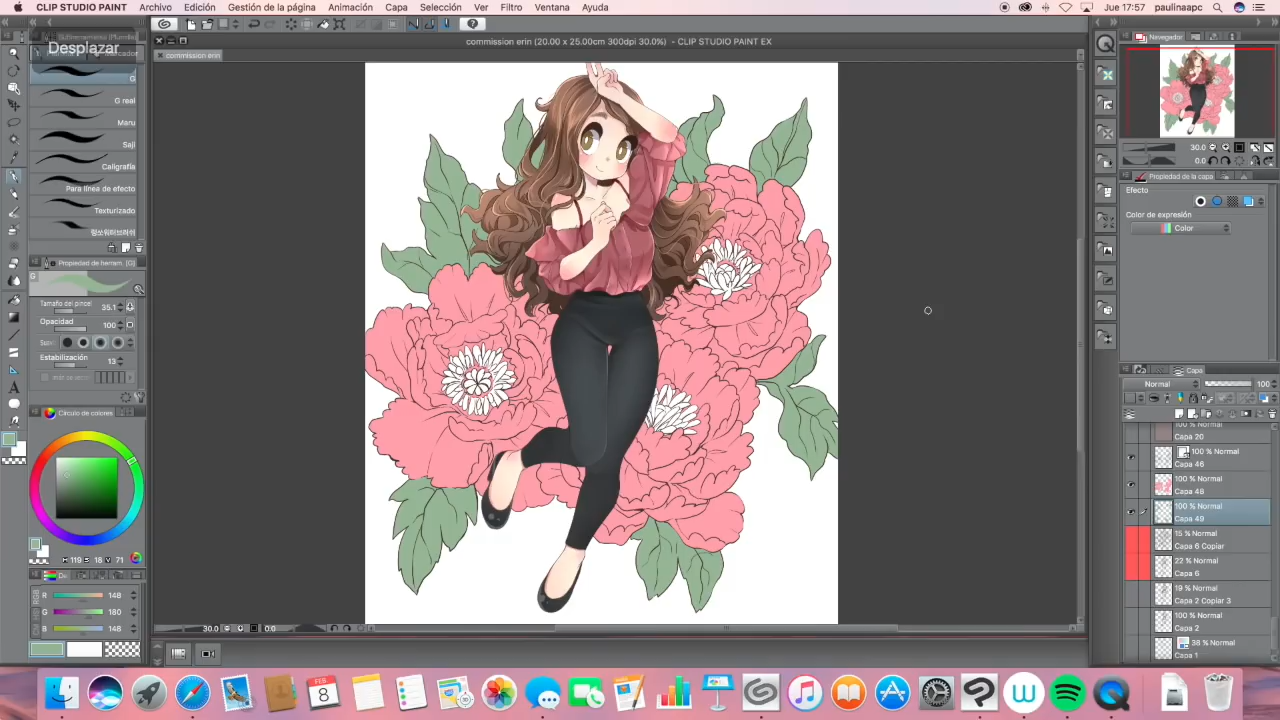 CLIP STUDIO PAINT Archivo Edición Gestión de la página Animación Capa Selección Ver Filtro Ventana Ayuda Jue 17:57 paulinaapc
Desplazar
commission erin (20.00 x 25.00cm 300dpi 30.0%) - CLIP STUDIO PAINT EX
commission erin
G
G real
Maru
Saji
Caligrafía
Para línea de efecto
Texturizado
Propiedad de herram. (G)
G
Tamaño del pinpel 35.1
Opacidad 100
Estabilización 13
Círculo de colores
H 119 S 18 V 71
R 148
G 180
B 148
30.0 0.0
Navegador
30.0
0.0
Propiedad de la capa
Efecto
Color de expresión
Color
Capa
Normal 100
100 % Normal
Capa 20
100 % Normal
Capa 46
100 % Normal
Capa 48
100 % Normal
Capa 49
15 % Normal
Capa 6 Copiar
22 % Normal
Capa 6
19 % Normal
Capa 2 Copiar 3
100 % Normal
Capa 2
38 % Normal
Capa 1
FEB.
8